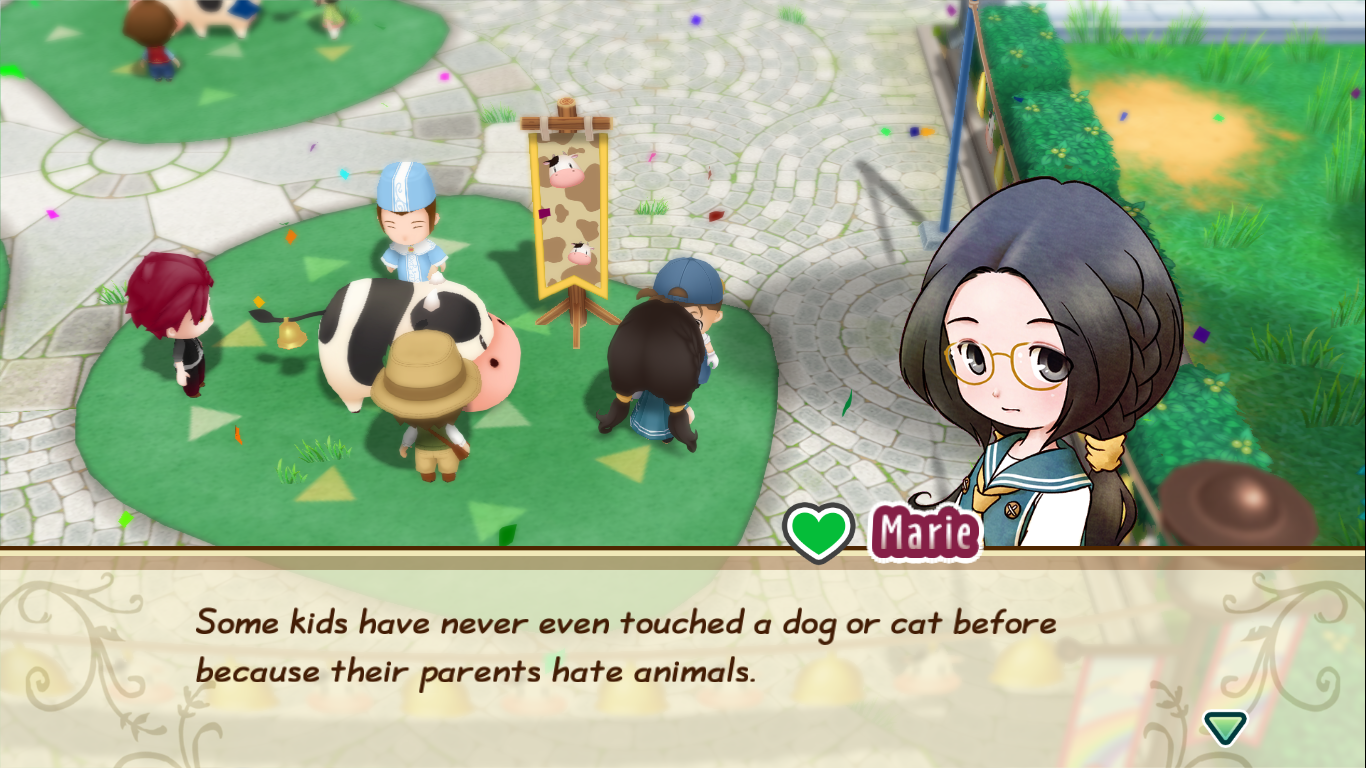 Marie
Some kids have never even touched a dog or cat before
because their parents hate animals.